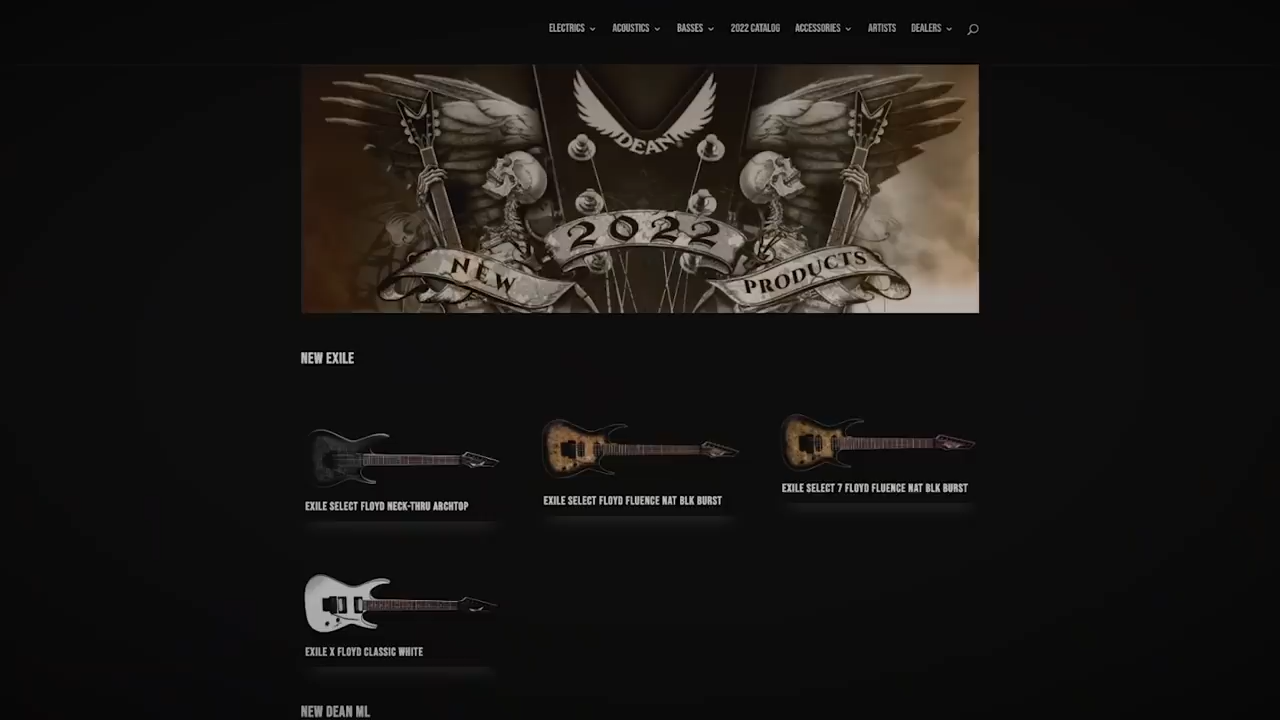 ELECTRICS ACOUSTICS BASSES 2022 CATALOG ACCESSORIES ARTISTS DEALERS
DEAN
2022
NEW PRODUCTS
NEW EXILE
EXILE SELECT FLOYD NECK-THRU ARCHTOP
EXILE SELECT FLOYD FLUENCE NAT BLK BURST
EXILE SELECT 7 FLOYD FLUENCE NAT BLK BURST
EXILE X FLOYD CLASSIC WHITE
NEW DEAN ML